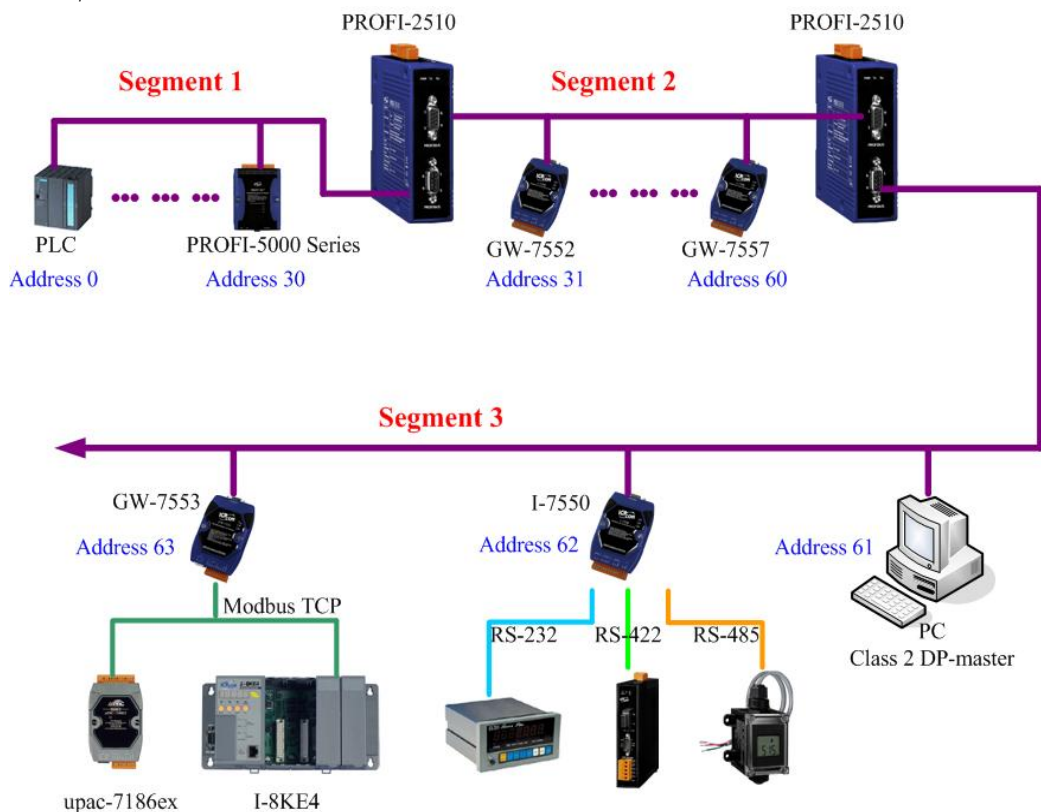 PROFI-2510
PROFI-2510
Segment 1
Segment 2
PLC
PROFI-5000 Series
GW-7552
GW-7557
Address 0
Address 30
Address 31
Address 60
Segment 3
GW-7553
I-7550
Address 63
Address 62
Address 61
Modbus TCP
RS-232
RS-422
RS-485
PC
Class 2 DP-master
upac-7186ex
I-8KE4